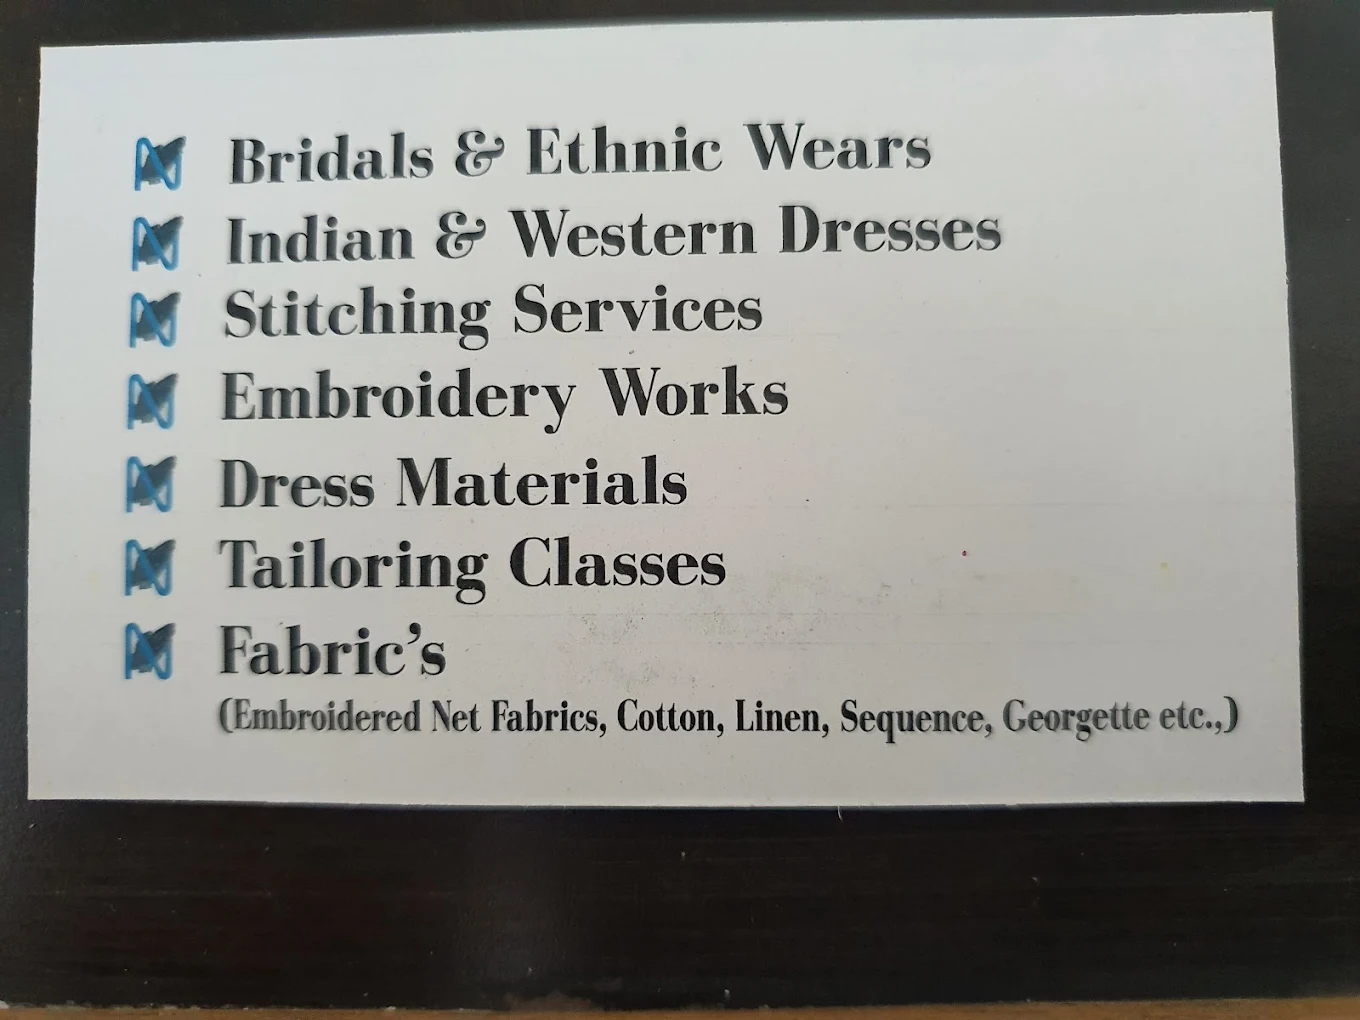 Bridals & Ethnic Wears
Indian & Western Dresses
Stitching Services
Embroidery Works
Dress Materials
Tailoring Classes
Fabric’s
(Embroidered Net Fabrics, Cotton, Linen, Sequence, Georgette etc.,)